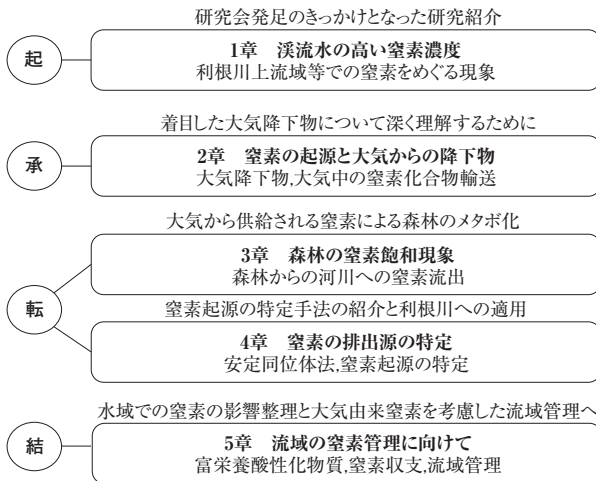 研究会発足のきっかけとなった研究紹介
起
1章 渓流水の高い窒素濃度
利根川上流域等での窒素をめぐる現象
着目した大気降下物について深く理解するために
承
2章 窒素の起源と大気からの降下物
大気降下物,大気中の窒素化合物輸送
大気から供給される窒素による森林のメタボ化
転
3章 森林の窒素飽和現象
森林からの河川への窒素流出
窒素起源の特定手法の紹介と利根川への適用
4章 窒素の排出源の特定
安定同位体法,窒素起源の特定
水域での窒素の影響整理と大気由来窒素を考慮した流域管理へ
結
5章 流域の窒素管理に向けて
富栄養酸性化物質,窒素収支,流域管理